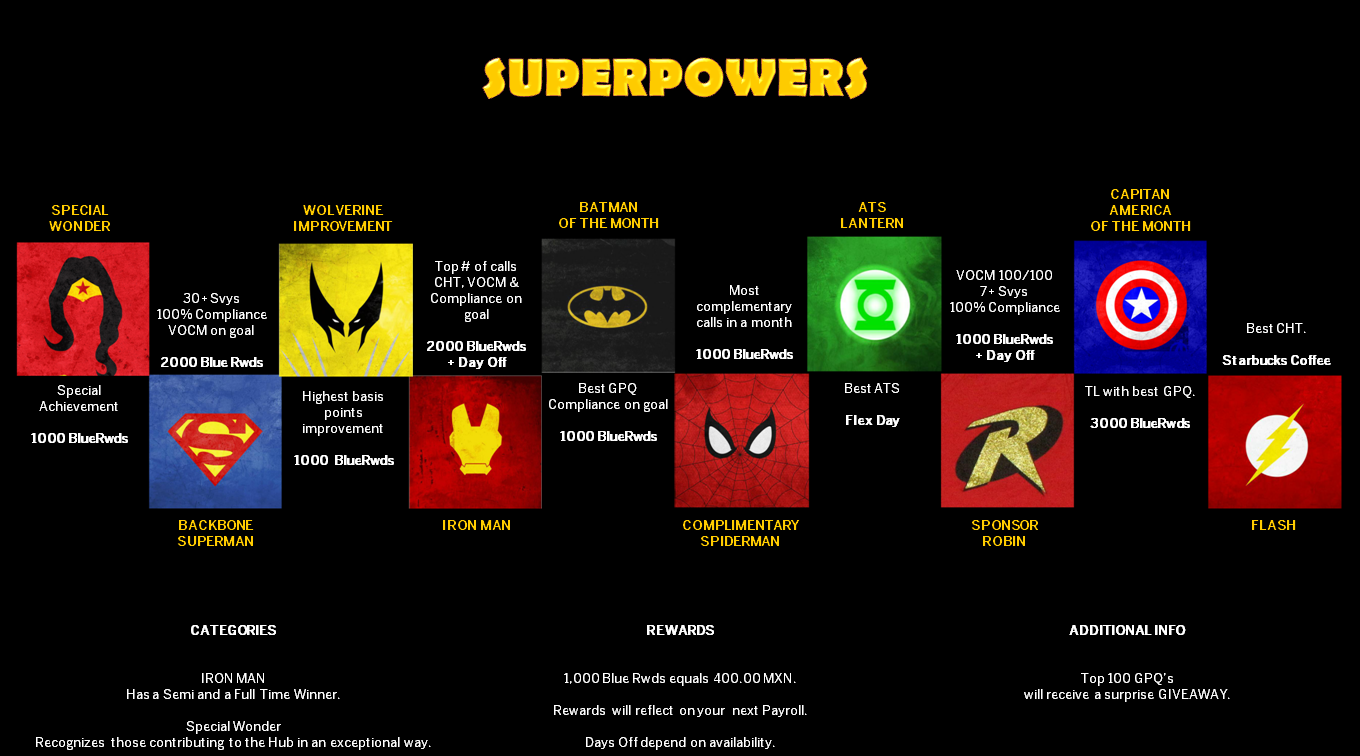 SUPERPOWERS
SPECIAL
WONDER
Special
Achievement
1000 BlueRwds
30+ Svys
100% Compliance
VOCM on goal
2000 Blue Rwds
BACKBONE
SUPERMAN
WOLVERINE
IMPROVEMENT
Highest basis
points
improvement
1000 BlueRwds
Top # of calls
CHT, VOCM &
Compliance on
goal
2000 BlueRwds
+ Day Off
IRON MAN
BATMAN
OF THE MONTH
Best GPQ
Compliance on goal
1000 BlueRwds
Most
complementary
calls in a month
1000 BlueRwds
COMPLIMENTARY
SPIDERMAN
ATS
LANTERN
Best ATS
Flex Day
VOCM 100/100
7+ Svys
100% Compliance
1000 BlueRwds
+ Day Off
R
SPONSOR
ROBIN
CAPITAN
AMERICA
OF THE MONTH
TL with best GPQ.
3000 BlueRwds
Best CHT.
Starbucks Coffee
FLASH
CATEGORIES
IRON MAN
Has a Semi and a Full Time Winner.
Special Wonder
Recognizes those contributing to the Hub in an exceptional way.
REWARDS
1,000 Blue Rwds equals 400.00 MXN.
Rewards will reflect on your next Payroll.
Days Off depend on availability.
ADDITIONAL INFO
Top 100 GPQ's
will receive a surprise GIVEAWAY.